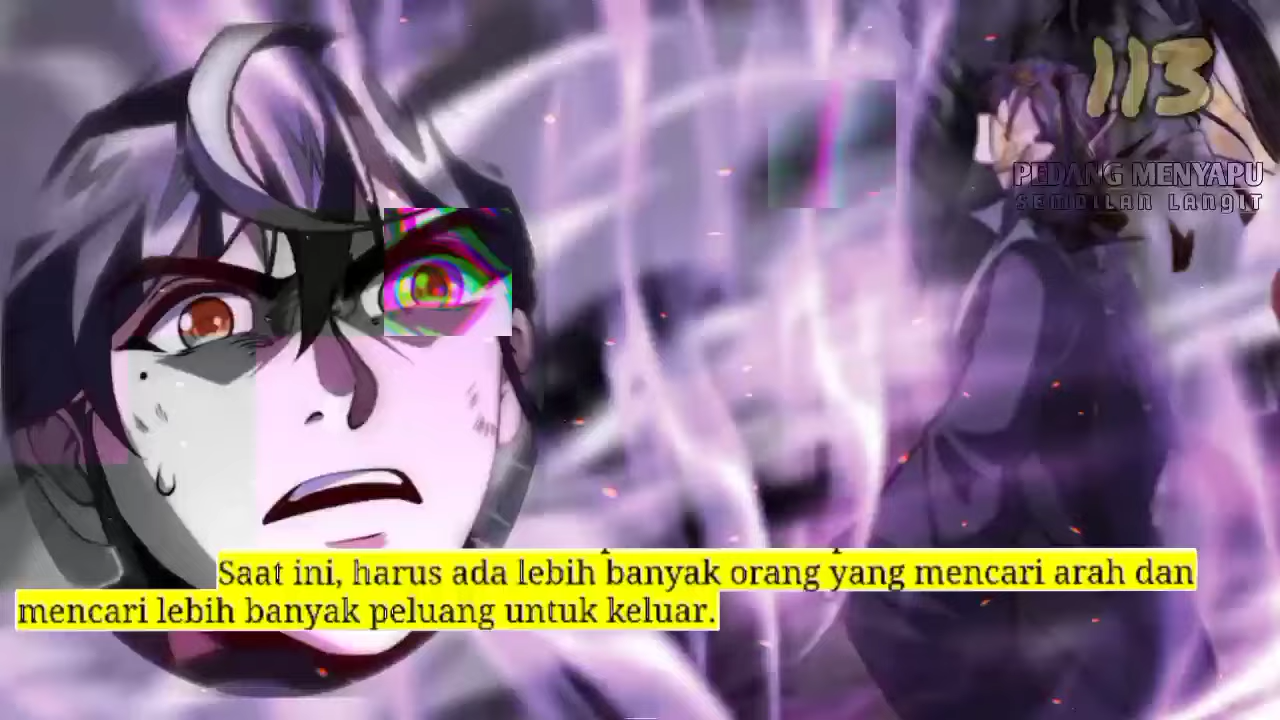 113
PEDANG MENYAPU
SEMBILAN LANGIT
Saat ini, harus ada lebih banyak orang yang mencari arah dan
mencari lebih banyak peluang untuk keluar.